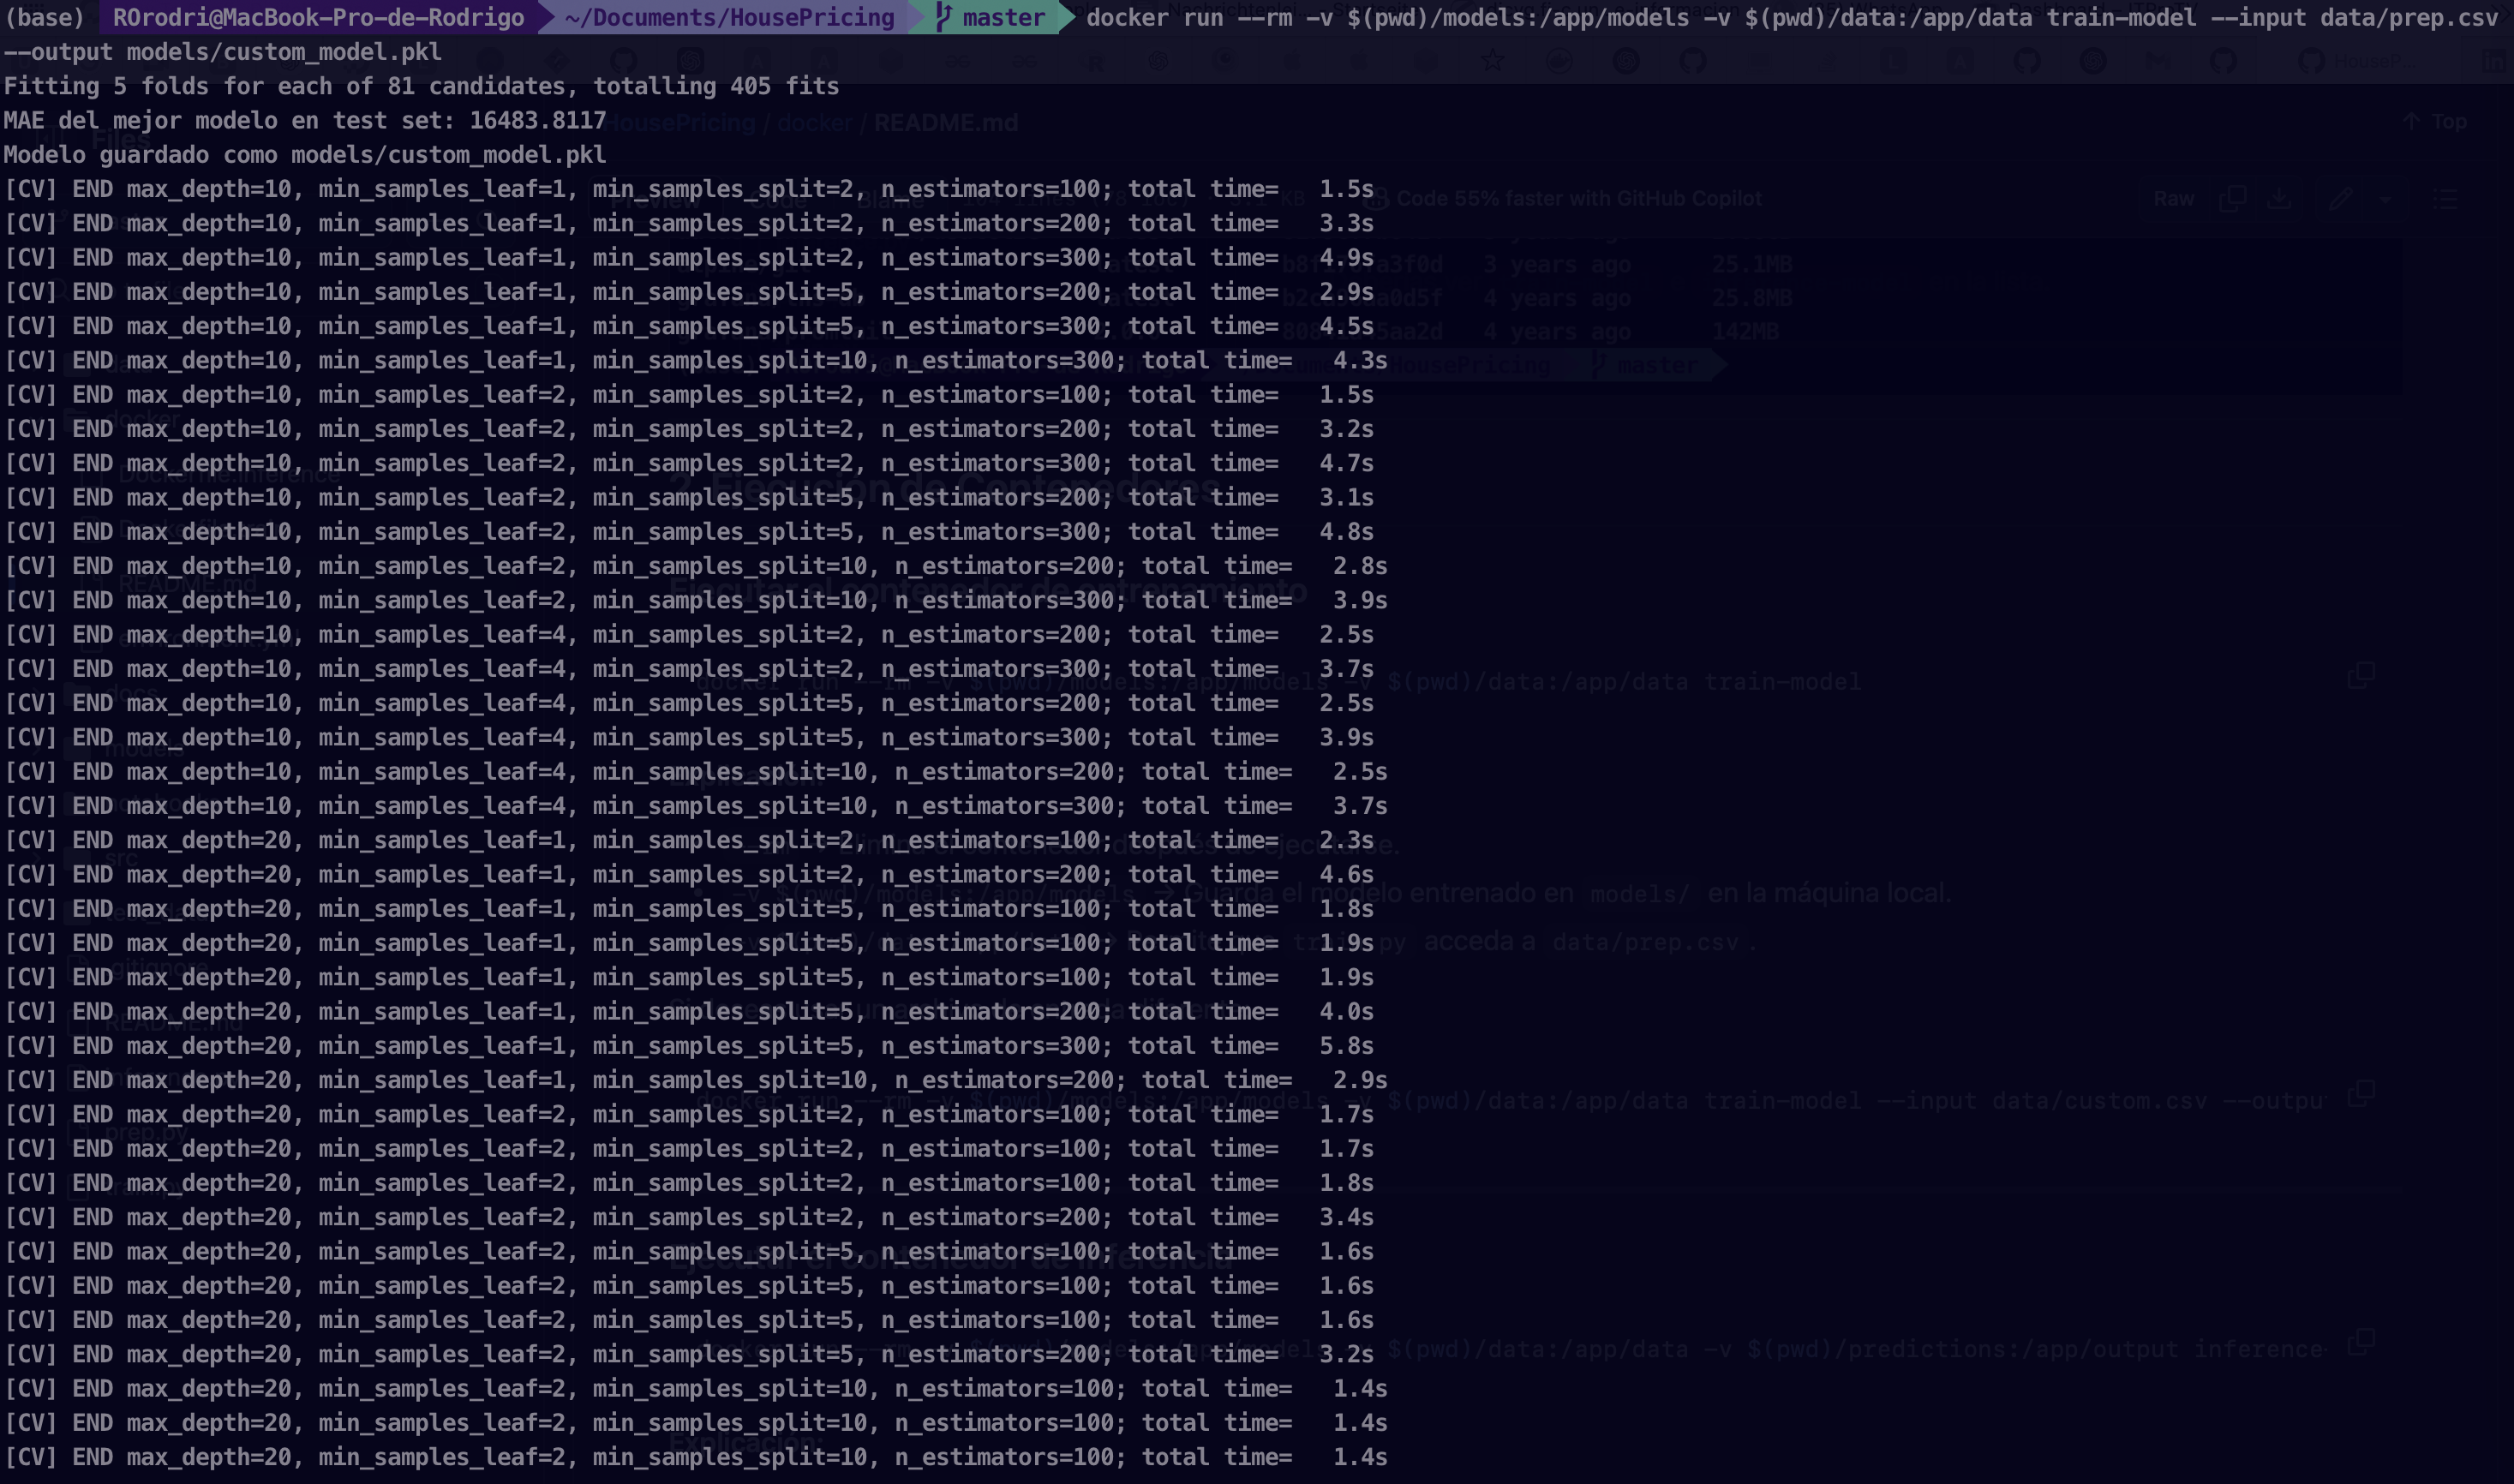 (base) ROrodri@MacBook-Pro-de-Rodrigo ~/Documents/HousePricing master docker run --rm -v $(pwd)/models:/app/models -v $(pwd)/data:/app/data train-model --input data/prep.csv
--output models/custom_model.pkl
Fitting 5 folds for each of 81 candidates, totalling 405 fits
MAE del mejor modelo en test set: 16483.8117
Modelo guardado como models/custom_model.pkl
[CV] END max_depth=10, min_samples_leaf=1, min_samples_split=2, n_estimators=100; total time=   1.5s
[CV] END max_depth=10, min_samples_leaf=1, min_samples_split=2, n_estimators=200; total time=   3.3s
[CV] END max_depth=10, min_samples_leaf=1, min_samples_split=2, n_estimators=300; total time=   4.9s
[CV] END max_depth=10, min_samples_leaf=1, min_samples_split=5, n_estimators=200; total time=   2.9s
[CV] END max_depth=10, min_samples_leaf=1, min_samples_split=5, n_estimators=300; total time=   4.5s
[CV] END max_depth=10, min_samples_leaf=1, min_samples_split=10, n_estimators=300; total time=   4.3s
[CV] END max_depth=10, min_samples_leaf=2, min_samples_split=2, n_estimators=100; total time=   1.5s
[CV] END max_depth=10, min_samples_leaf=2, min_samples_split=2, n_estimators=200; total time=   3.2s
[CV] END max_depth=10, min_samples_leaf=2, min_samples_split=2, n_estimators=300; total time=   4.7s
[CV] END max_depth=10, min_samples_leaf=2, min_samples_split=5, n_estimators=200; total time=   3.1s
[CV] END max_depth=10, min_samples_leaf=2, min_samples_split=5, n_estimators=300; total time=   4.8s
[CV] END max_depth=10, min_samples_leaf=2, min_samples_split=10, n_estimators=200; total time=   2.8s
[CV] END max_depth=10, min_samples_leaf=2, min_samples_split=10, n_estimators=300; total time=   3.9s
[CV] END max_depth=10, min_samples_leaf=4, min_samples_split=2, n_estimators=200; total time=   2.5s
[CV] END max_depth=10, min_samples_leaf=4, min_samples_split=2, n_estimators=300; total time=   3.7s
[CV] END max_depth=10, min_samples_leaf=4, min_samples_split=5, n_estimators=200; total time=   2.5s
[CV] END max_depth=10, min_samples_leaf=4, min_samples_split=5, n_estimators=300; total time=   3.9s
[CV] END max_depth=10, min_samples_leaf=4, min_samples_split=10, n_estimators=200; total time=   2.5s
[CV] END max_depth=10, min_samples_leaf=4, min_samples_split=10, n_estimators=300; total time=   3.7s
[CV] END max_depth=20, min_samples_leaf=1, min_samples_split=2, n_estimators=100; total time=   2.3s
[CV] END max_depth=20, min_samples_leaf=1, min_samples_split=2, n_estimators=200; total time=   4.6s
[CV] END max_depth=20, min_samples_leaf=1, min_samples_split=5, n_estimators=100; total time=   1.8s
[CV] END max_depth=20, min_samples_leaf=1, min_samples_split=5, n_estimators=100; total time=   1.9s
[CV] END max_depth=20, min_samples_leaf=1, min_samples_split=5, n_estimators=100; total time=   1.9s
[CV] END max_depth=20, min_samples_leaf=1, min_samples_split=5, n_estimators=200; total time=   4.0s
[CV] END max_depth=20, min_samples_leaf=1, min_samples_split=5, n_estimators=300; total time=   5.8s
[CV] END max_depth=20, min_samples_leaf=1, min_samples_split=10, n_estimators=200; total time=   2.9s
[CV] END max_depth=20, min_samples_leaf=2, min_samples_split=2, n_estimators=100; total time=   1.7s
[CV] END max_depth=20, min_samples_leaf=2, min_samples_split=2, n_estimators=100; total time=   1.7s
[CV] END max_depth=20, min_samples_leaf=2, min_samples_split=2, n_estimators=100; total time=   1.8s
[CV] END max_depth=20, min_samples_leaf=2, min_samples_split=2, n_estimators=200; total time=   3.4s
[CV] END max_depth=20, min_samples_leaf=2, min_samples_split=5, n_estimators=100; total time=   1.6s
[CV] END max_depth=20, min_samples_leaf=2, min_samples_split=5, n_estimators=100; total time=   1.6s
[CV] END max_depth=20, min_samples_leaf=2, min_samples_split=5, n_estimators=100; total time=   1.6s
[CV] END max_depth=20, min_samples_leaf=2, min_samples_split=5, n_estimators=200; total time=   3.2s
[CV] END max_depth=20, min_samples_leaf=2, min_samples_split=10, n_estimators=100; total time=   1.4s
[CV] END max_depth=20, min_samples_leaf=2, min_samples_split=10, n_estimators=100; total time=   1.4s
[CV] END max_depth=20, min_samples_leaf=2, min_samples_split=10, n_estimators=100; total time=   1.4s